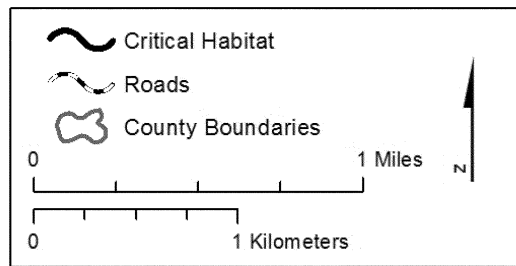 Critical Habitat
Roads
County Boundaries
0 1 Miles
N
0 1 Kilometers